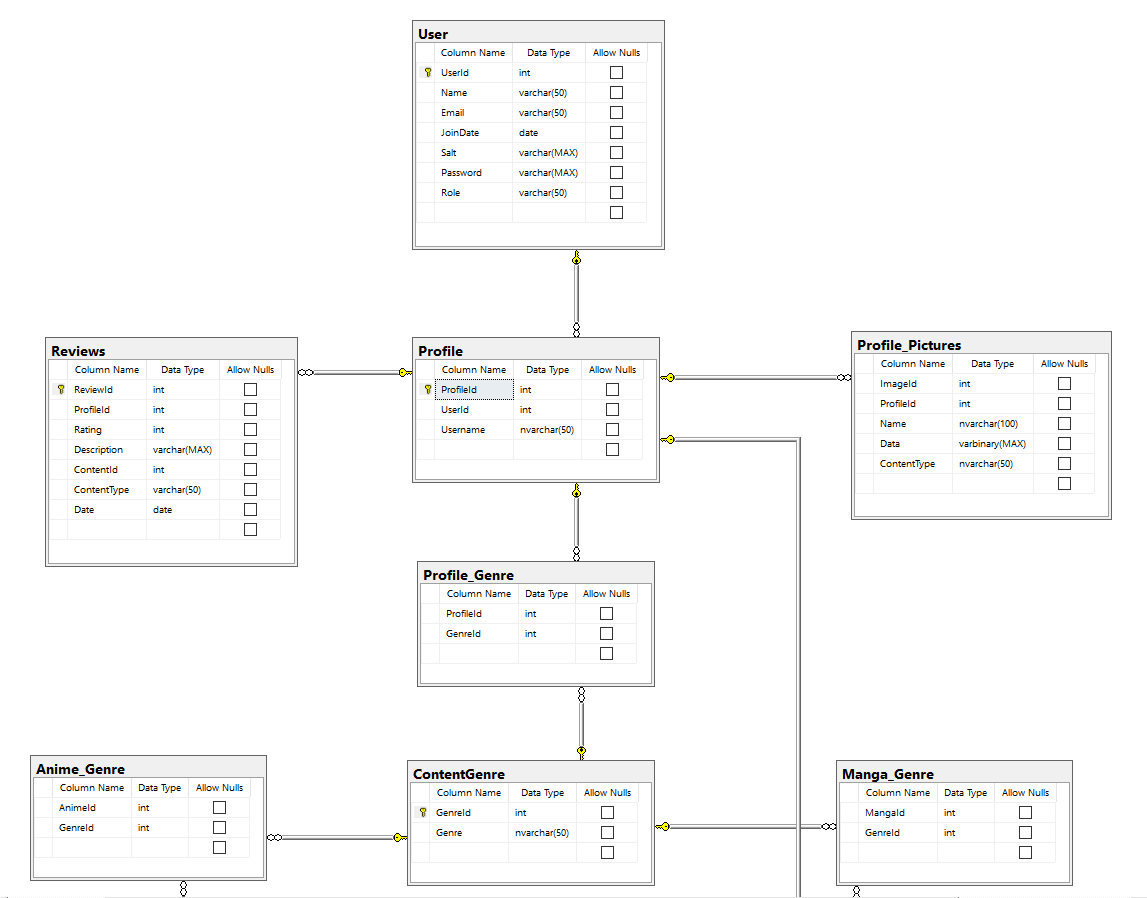 User
Column Name Data Type Allow Nulls
UserId int
Name varchar(50)
Email varchar(50)
JoinDate date
Salt varchar(MAX)
Password varchar(MAX)
Role varchar(50)
Reviews
Column Name Data Type Allow Nulls
ReviewId int
ProfileId int
Rating int
Description varchar(MAX)
ContentId int
ContentType varchar(50)
Date date
Profile
Column Name Data Type Allow Nulls
ProfileId int
UserId int
Username nvarchar(50)
Profile_Pictures
Column Name Data Type Allow Nulls
ImageId int
ProfileId int
Name nvarchar(100)
Data varbinary(MAX)
ContentType nvarchar(50)
Profile_Genre
Column Name Data Type Allow Nulls
ProfileId int
GenreId int
Anime_Genre
Column Name Data Type Allow Nulls
AnimeId int
GenreId int
ContentGenre
Column Name Data Type Allow Nulls
GenreId int
Genre nvarchar(50)
Manga_Genre
Column Name Data Type Allow Nulls
MangaId int
GenreId int